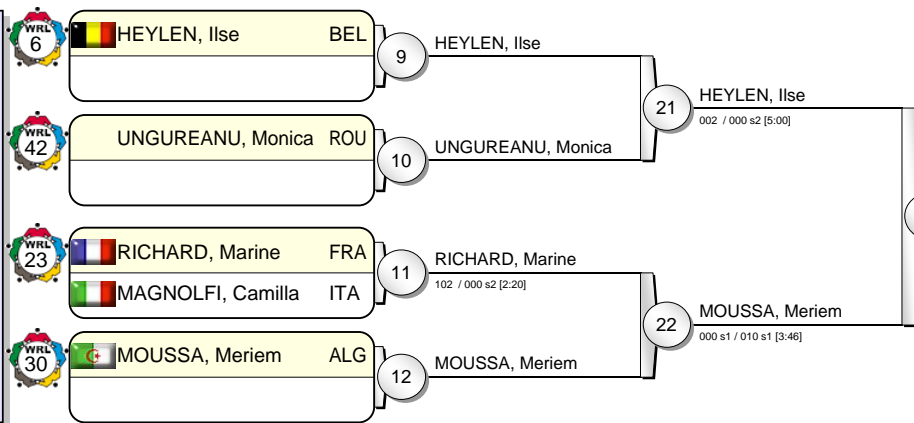 WRL
6
HEYLEN, Ilse BEL
9
HEYLEN, Ilse
WRL
42
UNGUREANU, Monica ROU
10
UNGUREANU, Monica
21
HEYLEN, Ilse
002 / 000 s2 [5:00]
WRL
23
RICHARD, Marine FRA
MAGNOLFI, Camilla ITA
11
RICHARD, Marine
102 / 000 s2 [2:20]
WRL
30
MOUSSA, Meriem ALG
12
MOUSSA, Meriem
22
MOUSSA, Meriem
000 s1 / 010 s1 [3:46]